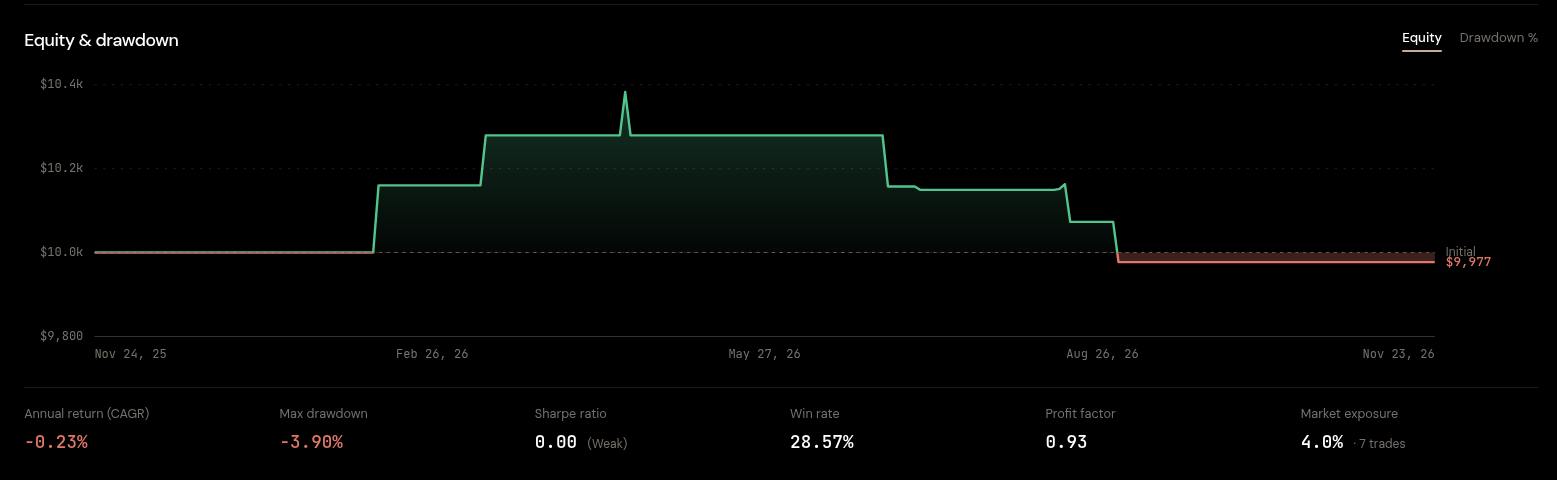 Equity & drawdown
Equity Drawdown %
$10.4k
$10.2k
$10.0k
Initial
$9,977
$9,800
Nov 24, 25 Feb 26, 26 May 27, 26 Aug 26, 26 Nov 23, 26
Annual return (CAGR) Max drawdown Sharpe ratio Win rate Profit factor Market exposure
-0.23% -3.90% 0.00 (Weak) 28.57% 0.93 4.0% · 7 trades